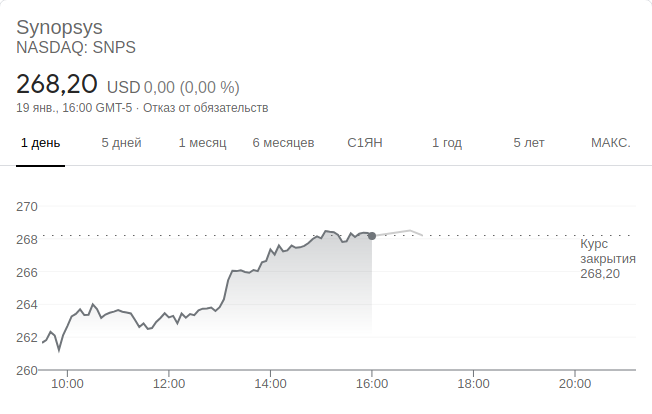 Synopsys
NASDAQ: SNPS
268,20 USD 0,00 (0,00 %)
19 янв., 16:00 GMT-5 · Отказ от обязательств
1 день 5 дней 1 месяц 6 месяцев С1ЯН 1 год 5 лет МАКС.
270
268
266
264
262
260
Курс
закрытия
268,20
10:00 12:00 14:00 16:00 18:00 20:00